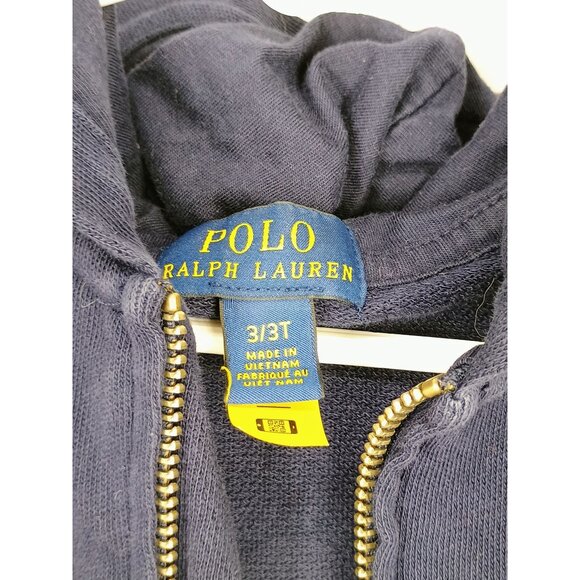 POLO
RALPH LAUREN
3/3T
MADE IN
VIETNAM
FABRIQUÉ AU
VIÊT NAM